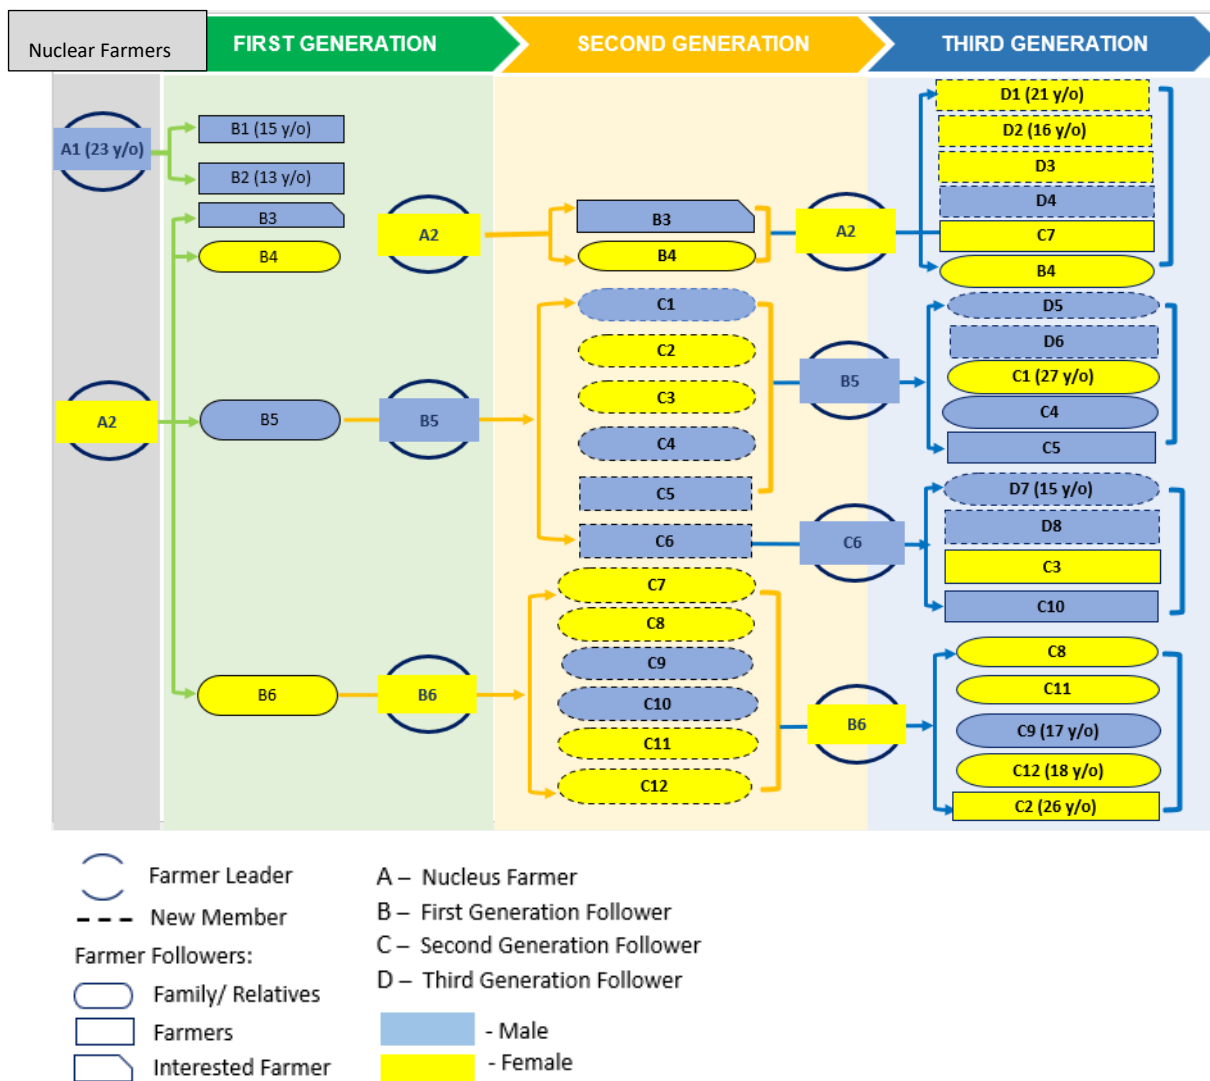 Nuclear Farmers
FIRST GENERATION
SECOND GENERATION
THIRD GENERATION
A1 (23 y/o)
B1 (15 y/o)
B2 (13 y/o)
B3
B4
A2
B3
B4
A2
D1 (21 y/o)
D2 (16 y/o)
D3
D4
C7
B4
A2
B5
B5
C1
C2
C3
C4
C5
C6
B5
D5
D6
C1 (27 y/o)
C4
C5
C6
D7 (15 y/o)
D8
C3
C10
B6
B6
C7
C8
C9
C10
C11
C12
B6
C8
C11
C9 (17 y/o)
C12 (18 y/o)
C2 (26 y/o)
Farmer Leader
New Member
Farmer Followers:
Family/ Relatives
Farmers
Interested Farmer
A – Nucleus Farmer
B – First Generation Follower
C – Second Generation Follower
D – Third Generation Follower
- Male
- Female